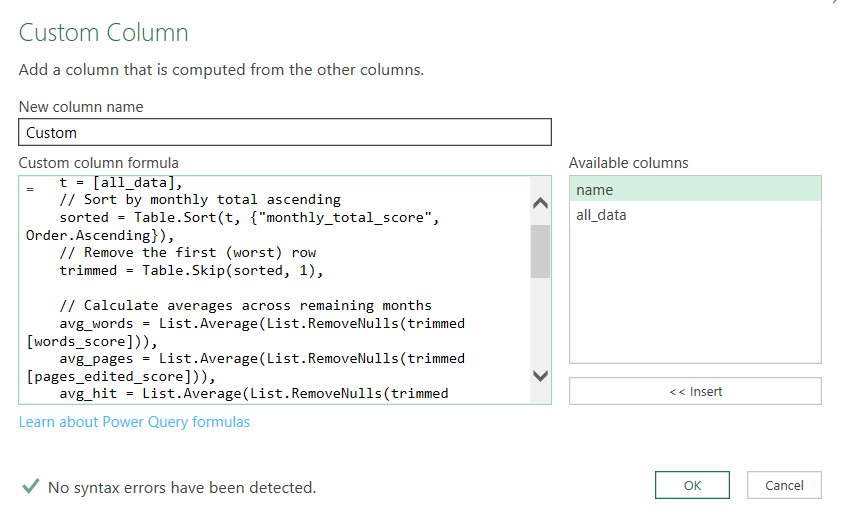 Custom Column
Add a column that is computed from the other columns.
New column name
Custom
Custom column formula
= t = [all_data],
// Sort by monthly total ascending
sorted = Table.Sort(t, {"monthly_total_score",
Order.Ascending}),
// Remove the first (worst) row
trimmed = Table.Skip(sorted, 1),
// Calculate averages across remaining months
avg_words = List.Average(List.RemoveNulls(trimmed
[words_score])),
avg_pages = List.Average(List.RemoveNulls(trimmed
[pages_edited_score])),
avg_hit = List.Average(List.RemoveNulls(trimmed
Available columns
name
all_data
<< Insert
Learn about Power Query formulas
No syntax errors have been detected.
OK
Cancel